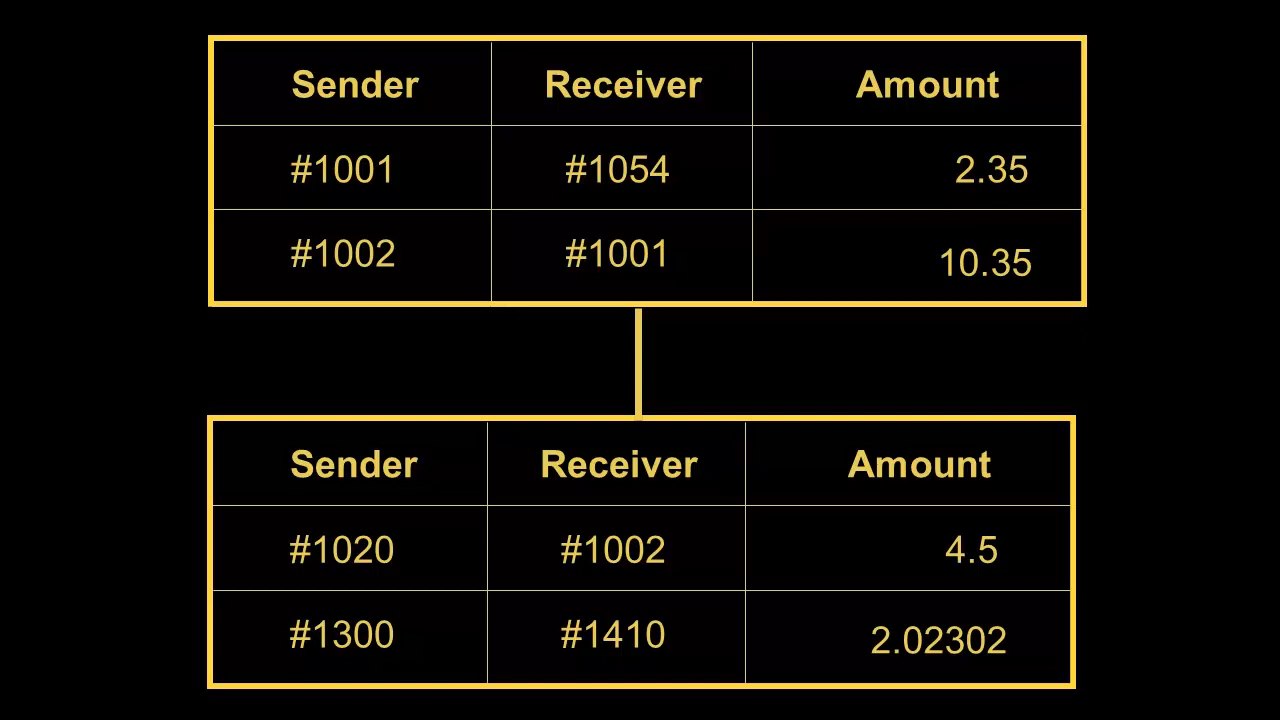 Sender Receiver Amount
#1001 #1054 2.35
#1002 #1001 10.35
Sender Receiver Amount
#1020 #1002 4.5
#1300 #1410 2.02302